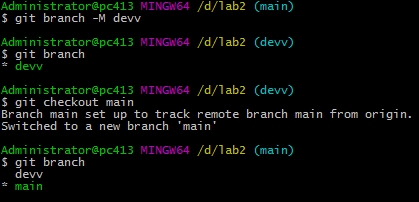 Administrator@pc413 MINGW64 /d/lab2 (main)
$ git branch -M devv
Administrator@pc413 MINGW64 /d/lab2 (devv)
$ git branch
* devv
Administrator@pc413 MINGW64 /d/lab2 (devv)
$ git checkout main
Branch main set up to track remote branch main from origin.
Switched to a new branch 'main'
Administrator@pc413 MINGW64 /d/lab2 (main)
$ git branch
  devv
* main